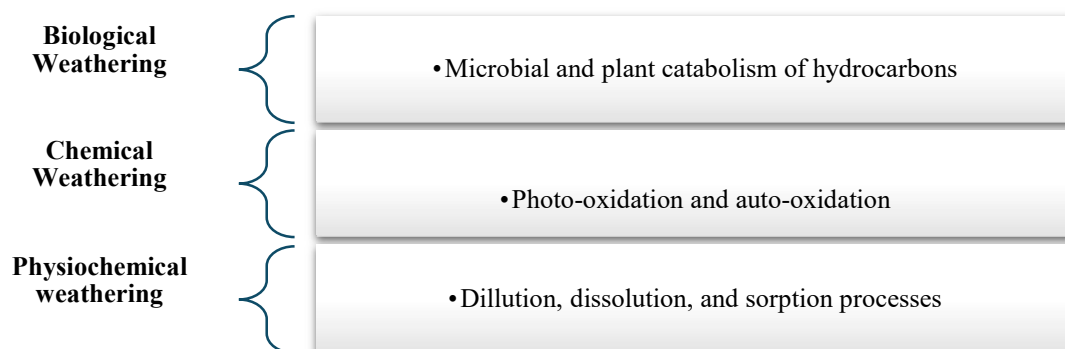 Biological
Weathering
•Microbial and plant catabolism of hydrocarbons
Chemical
Weathering
•Photo-oxidation and auto-oxidation
Physiochemical
weathering
•Dillution, dissolution, and sorption processes